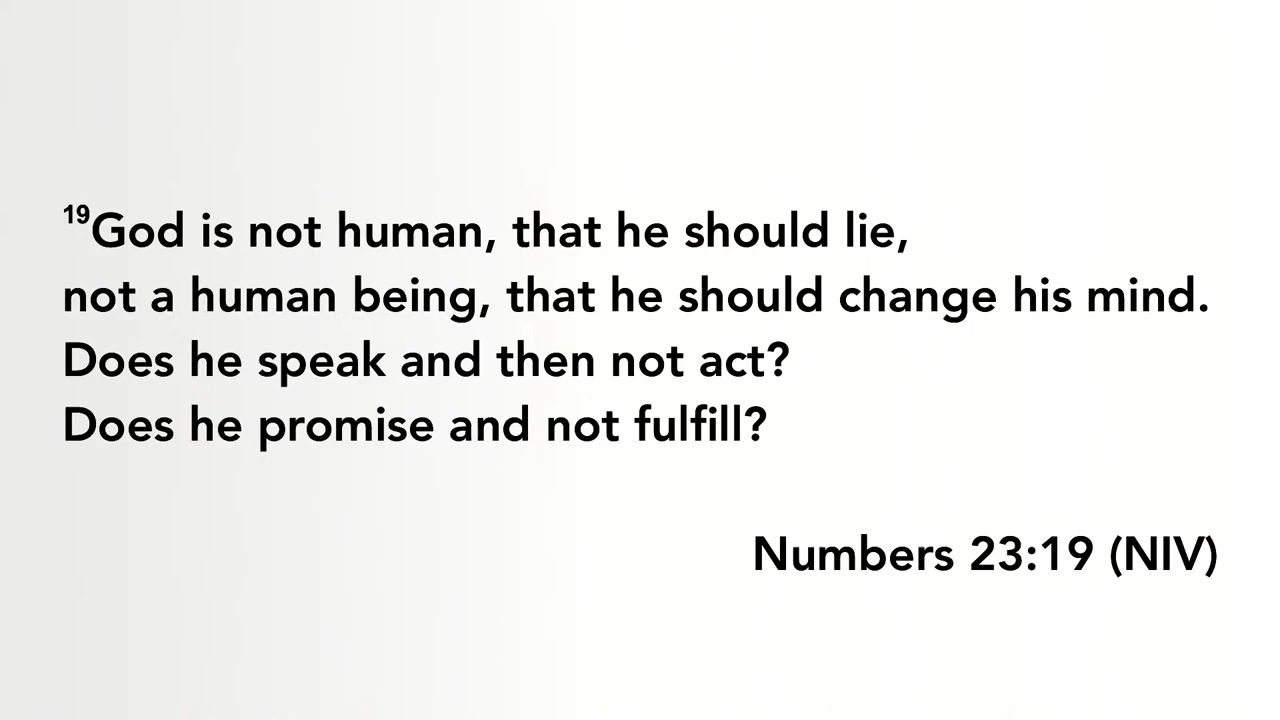 19God is not human, that he should lie,
not a human being, that he should change his mind.
Does he speak and then not act?
Does he promise and not fulfill?
Numbers 23:19 (NIV)